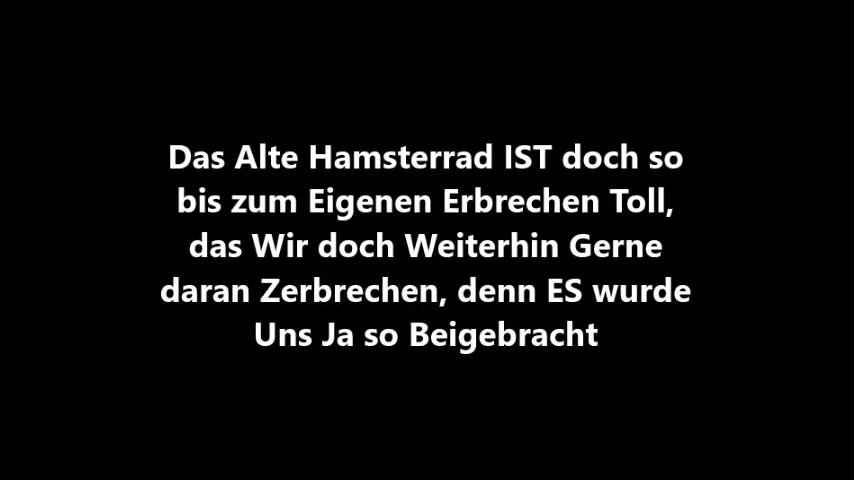 Das Alte Hamsterrad IST doch so
bis zum Eigenen Erbrechen Toll,
das Wir doch Weiterhin Gerne
daran Zerbrechen, denn ES wurde
Uns Ja so Beigebracht